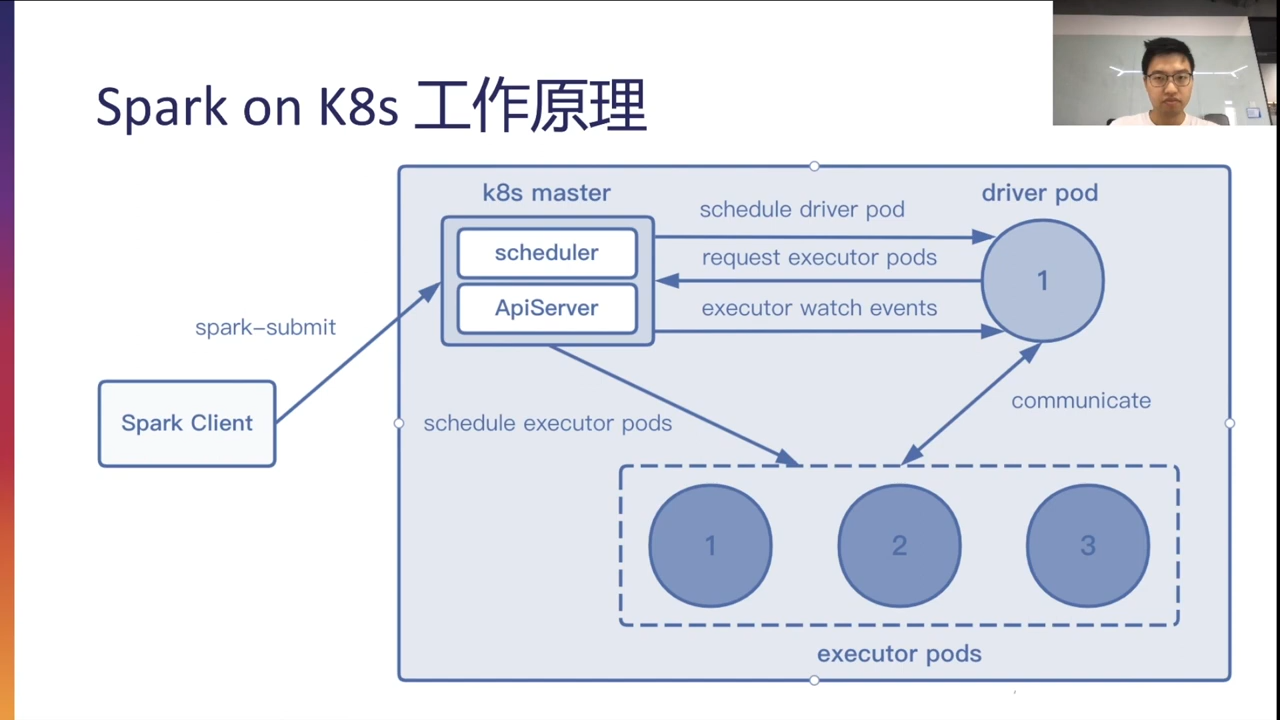 Spark on K8s 工作原理
k8s master
driver pod
schedule driver pod
scheduler
request executor pods
ApiServer
executor watch events
spark-submit
communicate
Spark Client
schedule executor pods
1
1
2
3
executor pods